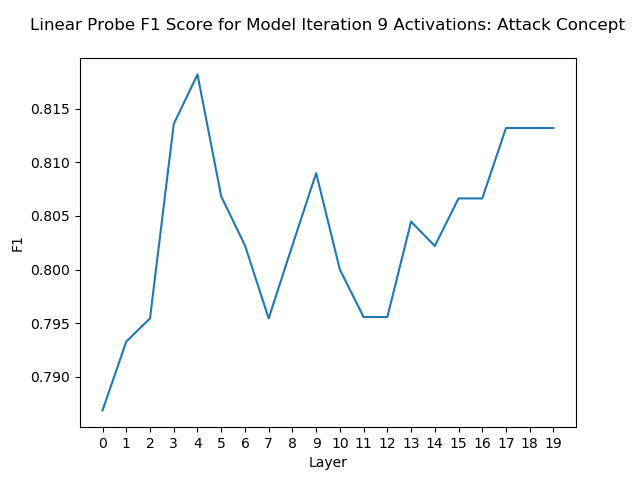 Linear Probe F1 Score for Model Iteration 9 Activations: Attack Concept
0.815
0.810
0.805
0.800
0.795
0.790
F1
0 1 2 3 4 5 6 7 8 9 10 11 12 13 14 15 16 17 18 19
Layer